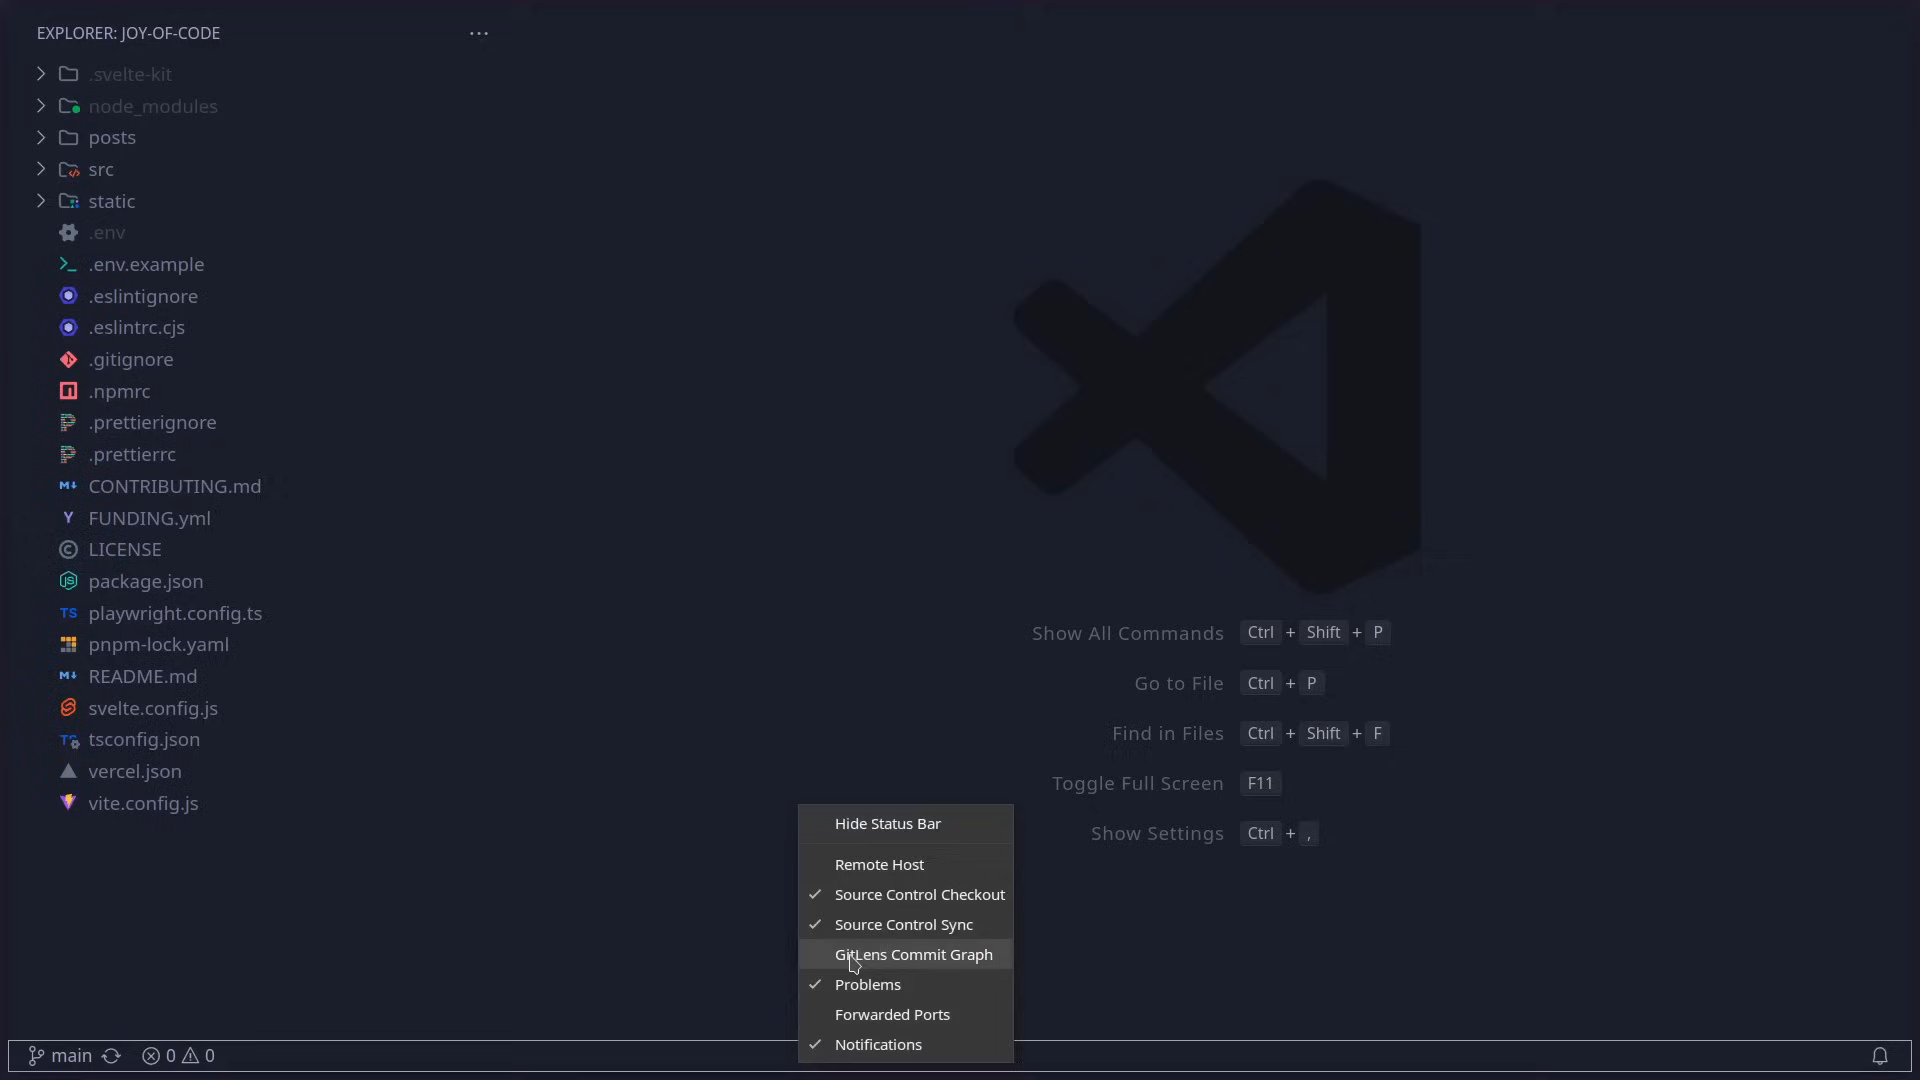 EXPLORER: JOY-OF-CODE
.svelte-kit
node_modules
posts
src
static
.env
.env.example
.eslintignore
.eslintrc.cjs
.gitignore
.npmrc
.prettierignore
.prettierrc
CONTRIBUTING.md
FUNDING.yml
LICENSE
package.json
playwright.config.ts
pnpm-lock.yaml
README.md
svelte.config.js
tsconfig.json
vercel.json
vite.config.js
Show All Commands Ctrl + Shift + P
Go to File Ctrl + P
Find in Files Ctrl + Shift + F
Toggle Full Screen F11
Show Settings Ctrl + ,
Hide Status Bar
Remote Host
Source Control Checkout
Source Control Sync
GitLens Commit Graph
Problems
Forwarded Ports
Notifications
main 0 0